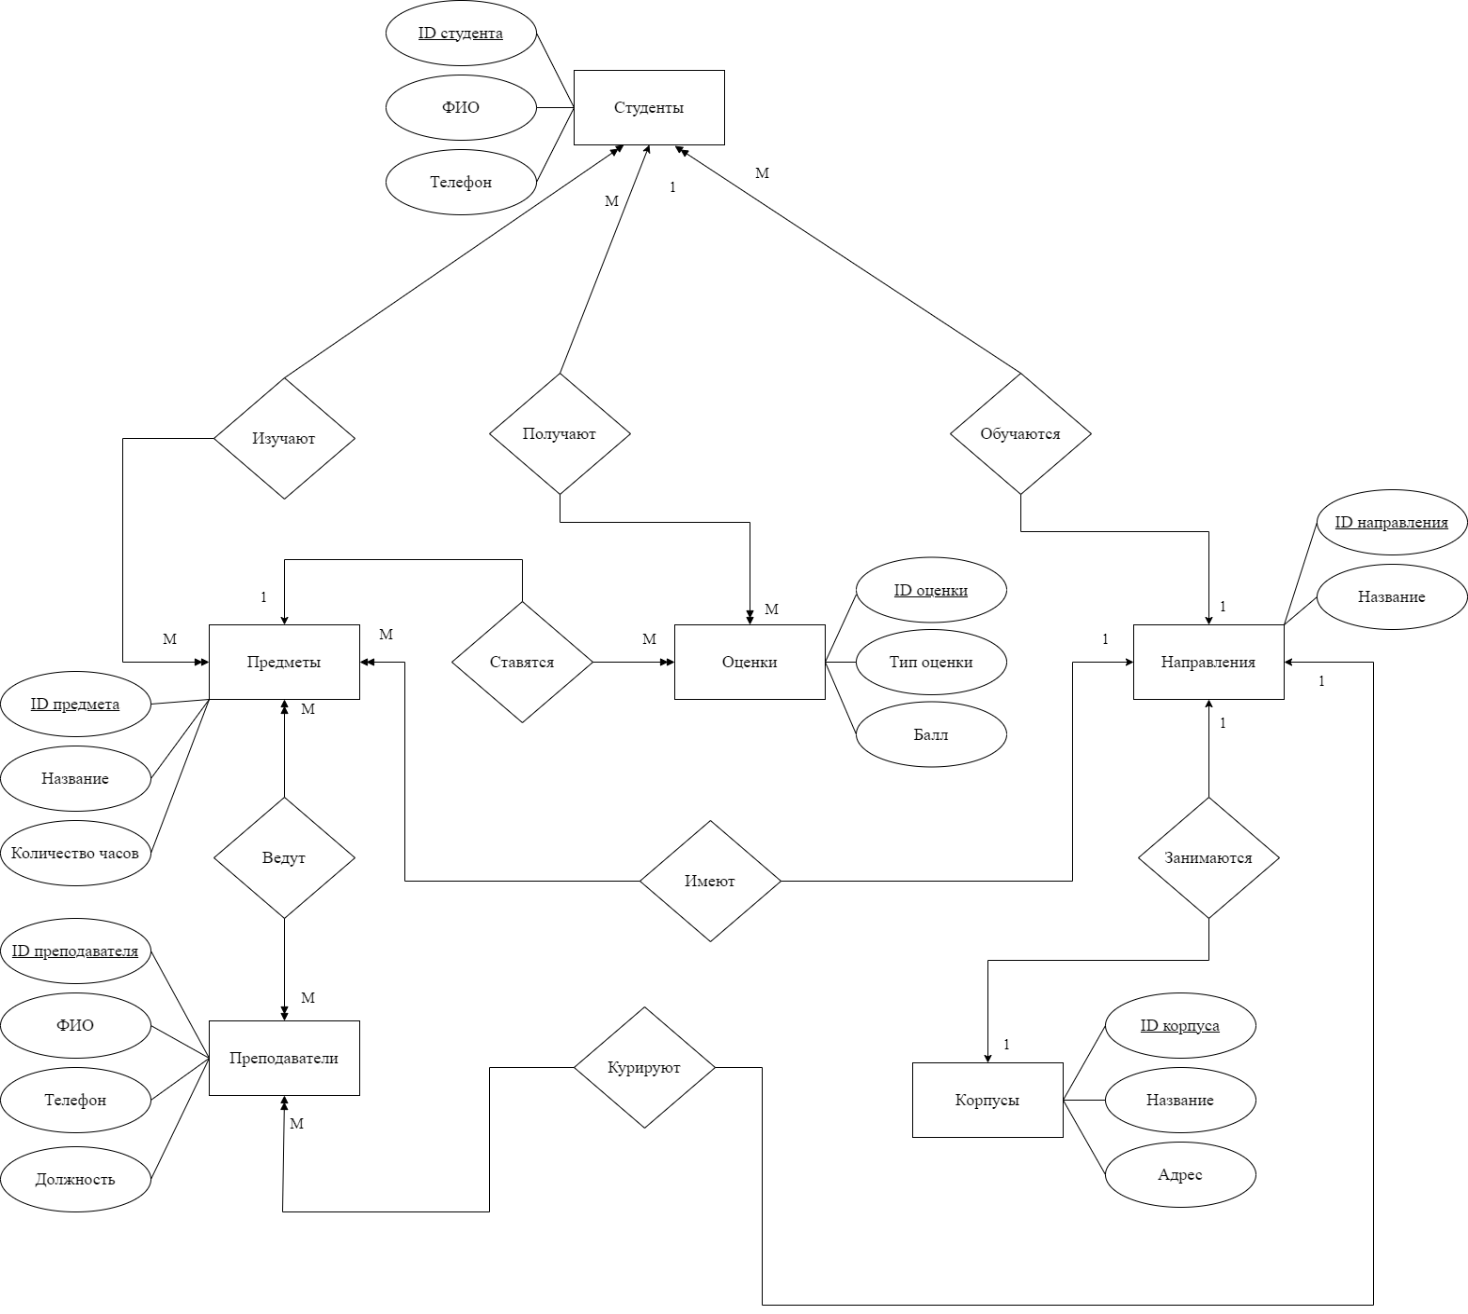 ID студента
Студенты
ФИО
Телефон
М
1
М
Изучают
Получают
Обучаются
ID направления
Название
1
М
М
1
М
М
1
1
Предметы
Ставятся
Оценки
Направления
ID оценки
Тип оценки
Балл
ID предмета
Название
Количество часов
М
1
Ведут
Имеют
Занимаются
ID преподавателя
ФИО
Телефон
Должность
М
Преподаватели
М
Курируют
1
Корпусы
ID корпуса
Название
Адрес